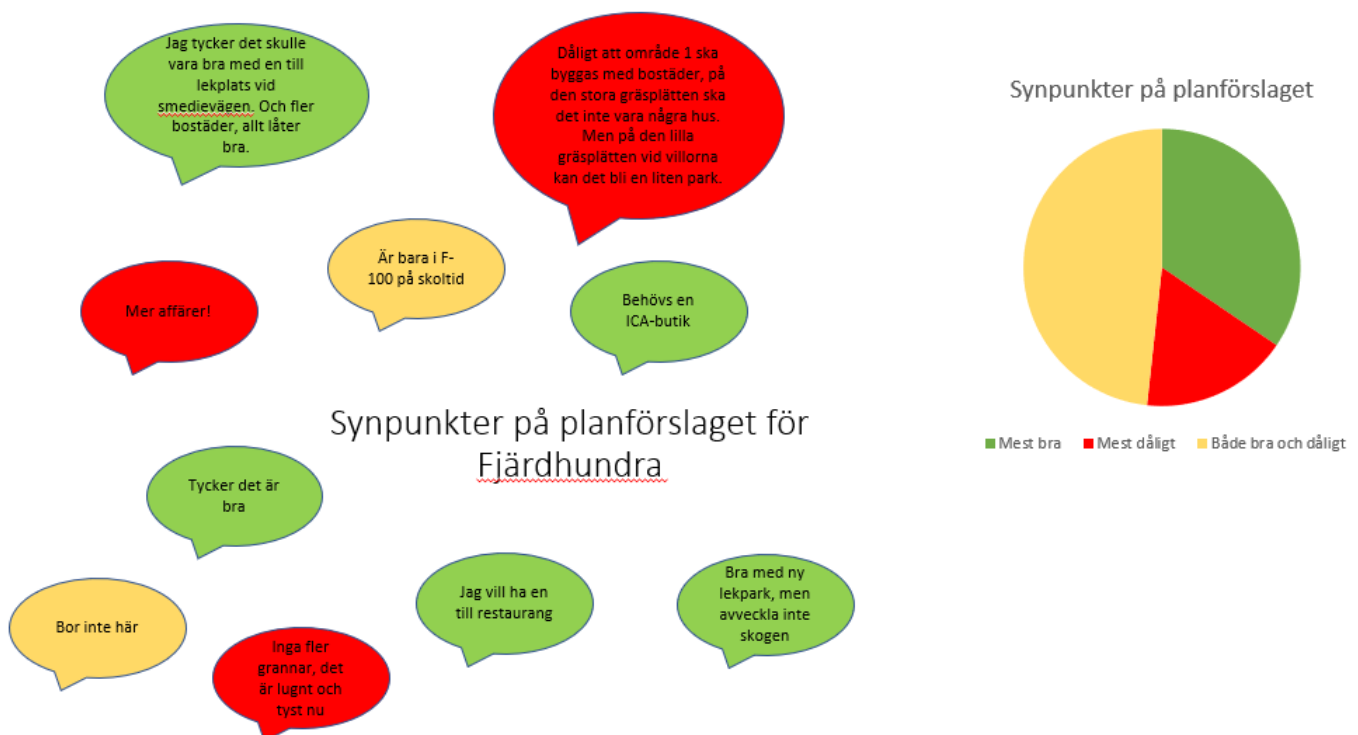 Jag tycker det skulle
vara bra med en till
lekplats vid
smedievägen. Och fler
bostäder, allt låter
bra.
Dåligt att område 1 ska
byggas med bostäder, på
den stora gräsplätten ska
det inte vara några hus.
Men på den lilla
gräsplätten vid villorna
kan det bli en liten park.
Synpunkter på planförslaget
Är bara i F-
100 på skoltid
Mer affärer!
Behövs en
ICA-butik
Synpunkter på planförslaget för
Fjärdhundra
Mest bra
Mest dåligt
Både bra och dåligt
Tycker det är
bra
Bor inte här
Inga fler
grannar, det
är lugnt och
tyst nu
Jag vill ha en
till restaurang
Bra med ny
lekpark, men
avveckla inte
skogen